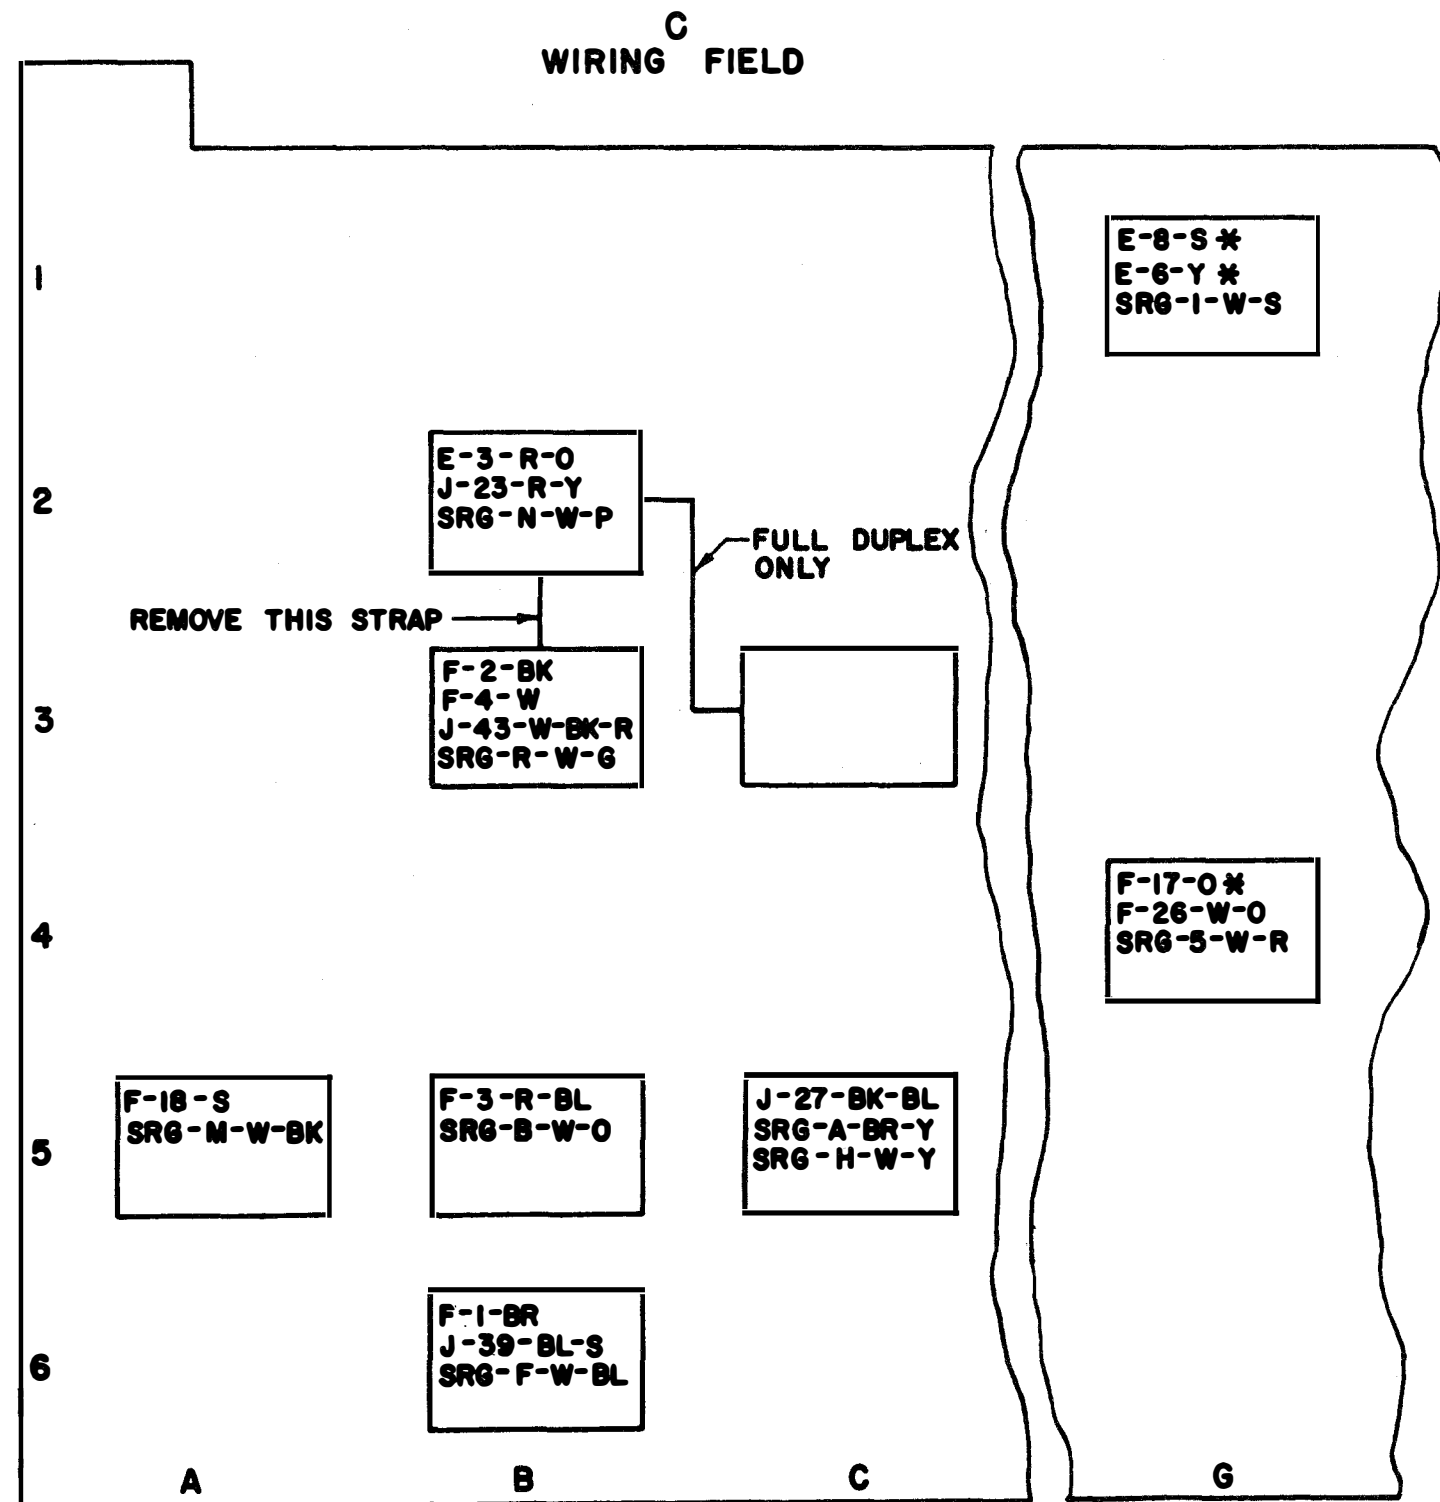 C
WIRING FIELD
1
E-8-S *
E-6-Y *
SRG-1-W-S
2
E-3-R-O
J-23-R-Y
SRG-N-W-P
FULL DUPLEX
ONLY
REMOVE THIS STRAP
3
F-2-BK
F-4-W
J-43-W-BK-R
SRG-R-W-G
4
F-17-O *
F-26-W-O
SRG-5-W-R
5
F-18-S
SRG-M-W-BK
F-3-R-BL
SRG-B-W-O
J-27-BK-BL
SRG-A-BR-Y
SRG-H-W-Y
6
F-1-BR
J-39-BL-S
SRG-F-W-BL
A B C G